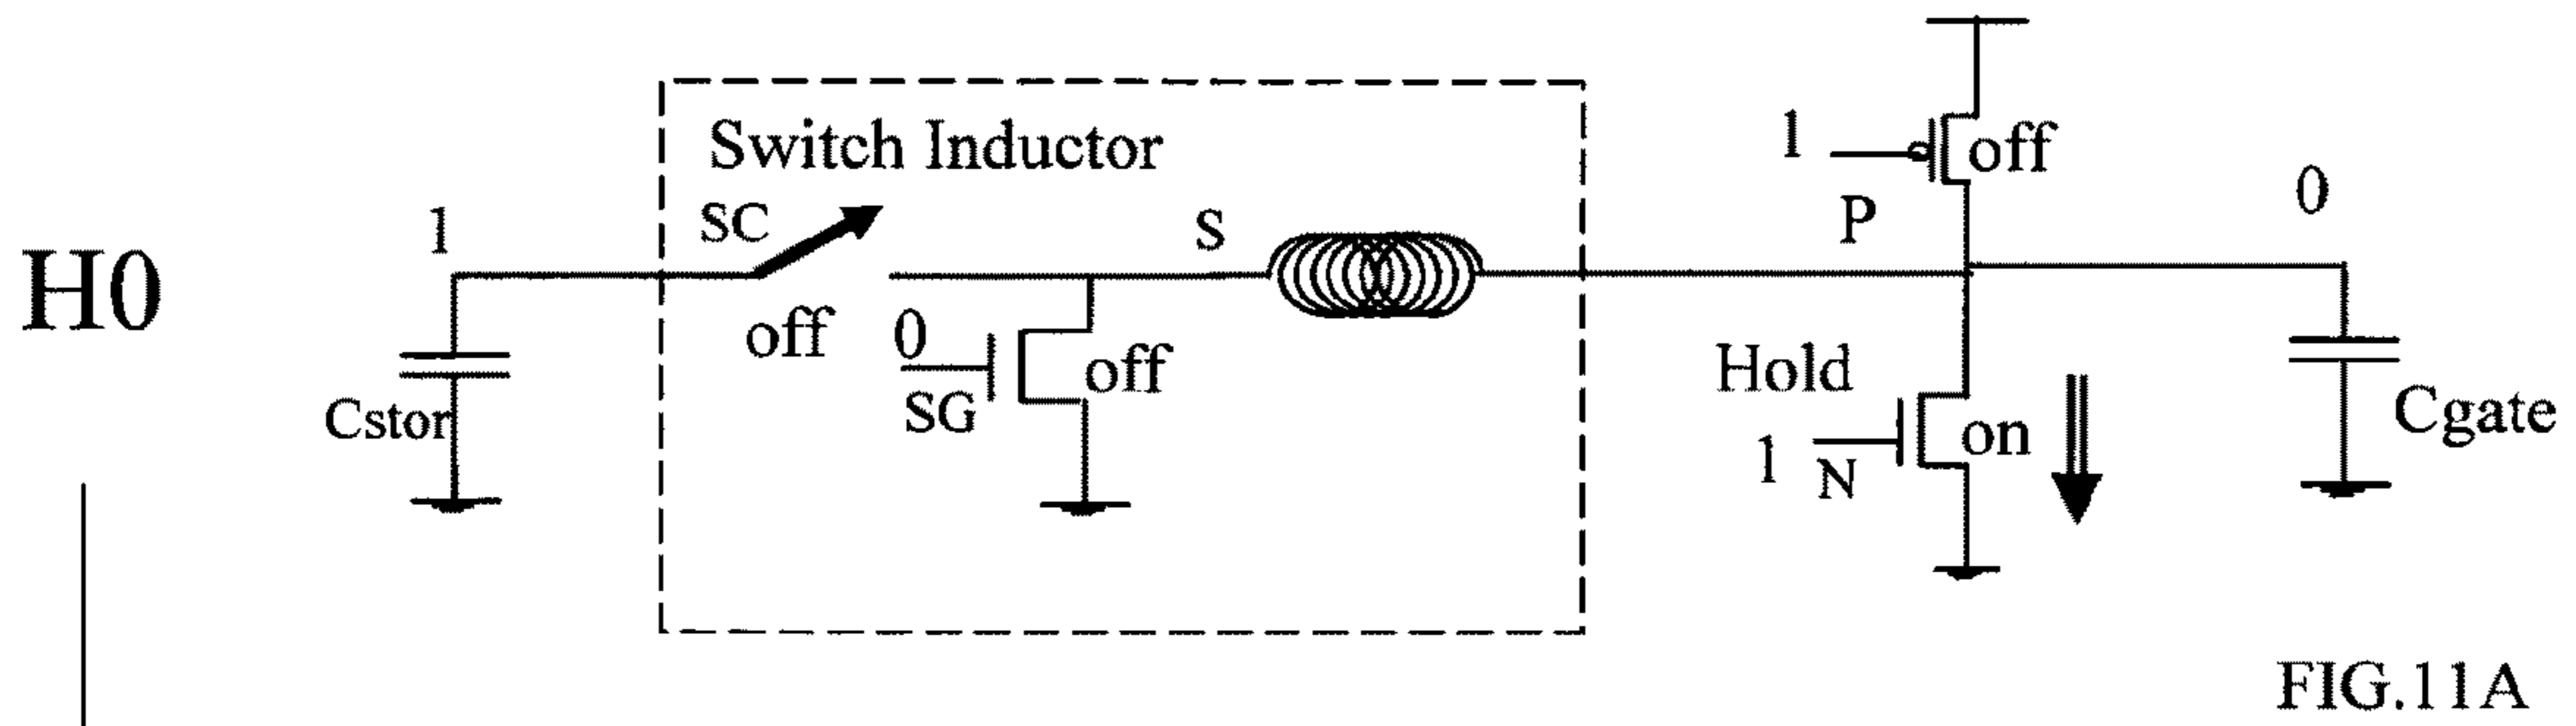 H0
1
Cstor
Switch Inductor
SC
off
0
SG
off
S
1
P
off
Hold
1
N
on
0
Cgate
FIG.11A